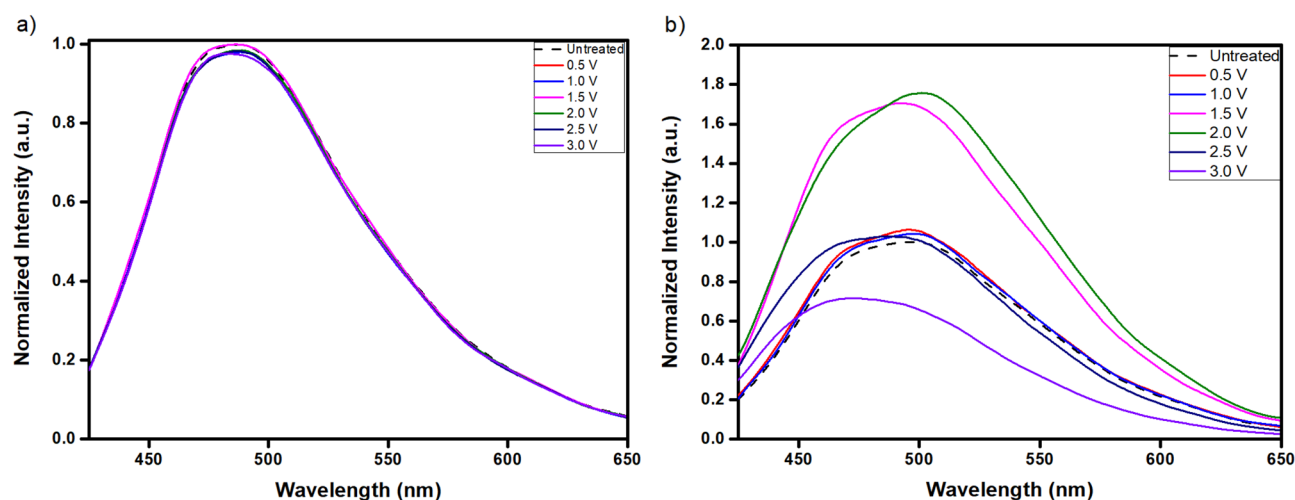 a)
Normalized Intensity (a.u.)
1.0
0.8
0.6
0.4
0.2
0.0
450
500
550
600
650
Wavelength (nm)
Untreated
0.5 V
1.0 V
1.5 V
2.0 V
2.5 V
3.0 V
b)
Normalized Intensity (a.u.)
2.0
1.8
1.6
1.4
1.2
1.0
0.8
0.6
0.4
0.2
0.0
450
500
550
600
650
Wavelength (nm)
Untreated
0.5 V
1.0 V
1.5 V
2.0 V
2.5 V
3.0 V